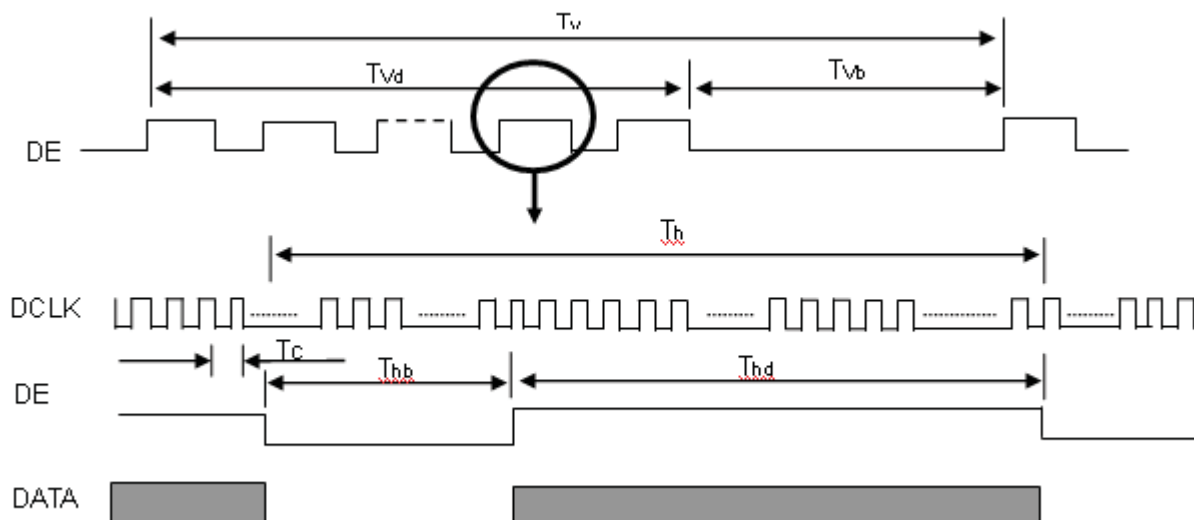 Tv
TVd
TVb
DE
Th
DCLK
TC
Thb
Thd
DE
DATA